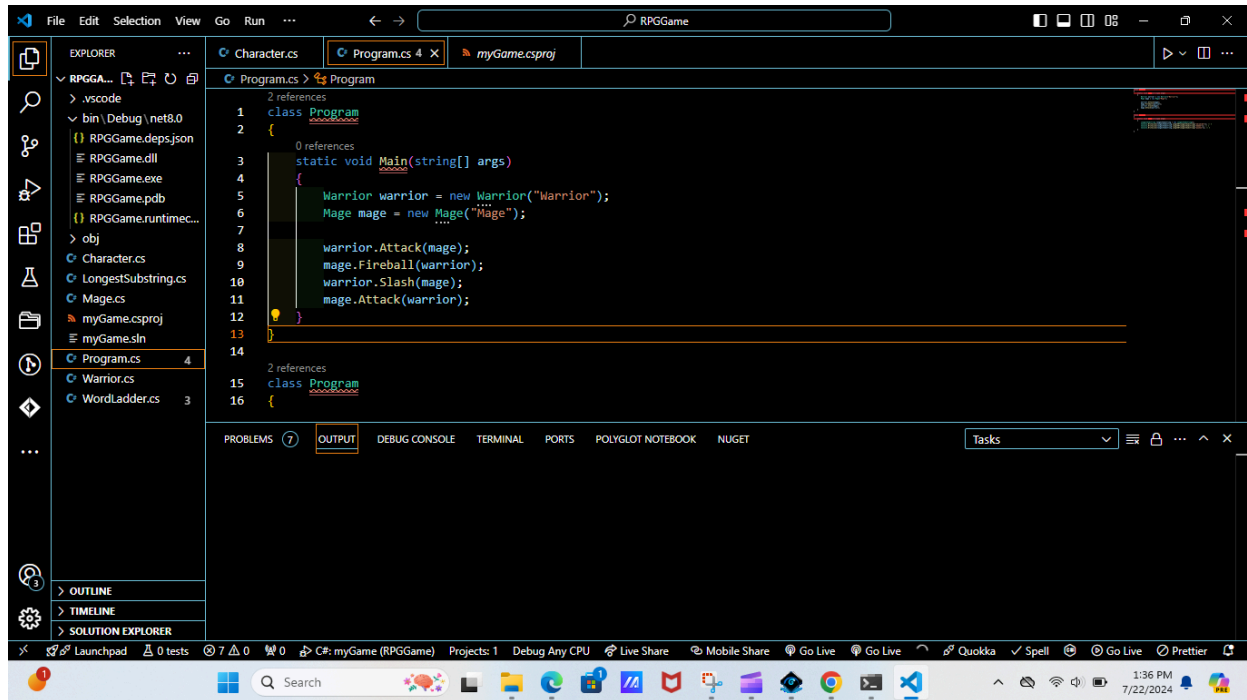 File Edit Selection View Go Run ··· RPGGame
EXPLORER ···
Character.cs
Program.cs 4
myGame.csproj
RPGGA...
Program.cs > Program
.vscode
bin\Debug\net8.0
RPGGame.deps.json
RPGGame.dll
RPGGame.exe
RPGGame.pdb
RPGGame.runtimec...
obj
Character.cs
LongestSubstring.cs
Mage.cs
myGame.csproj
myGame.sln
Program.cs 4
Warrior.cs
WordLadder.cs 3
2 references
1 class Program
2 {
0 references
3 static void Main(string[] args)
4 {
5 Warrior warrior = new Warrior("Warrior");
6 Mage mage = new Mage("Mage");
7
8 warrior.Attack(mage);
9 mage.Fireball(warrior);
10 warrior.Slash(mage);
11 mage.Attack(warrior);
12 }
13 }
14
2 references
15 class Program
16 {
PROBLEMS 7 OUTPUT DEBUG CONSOLE TERMINAL PORTS POLYGLOT NOTEBOOK NUGET Tasks
3
OUTLINE
TIMELINE
SOLUTION EXPLORER
Launchpad 0 tests 7 0 0 C#: myGame (RPGGame) Projects: 1 Debug Any CPU Live Share Mobile Share Go Live Go Live Quokka Spell Go Live Prettier
1 Search 1 1:36 PM
7/22/2024 PRE